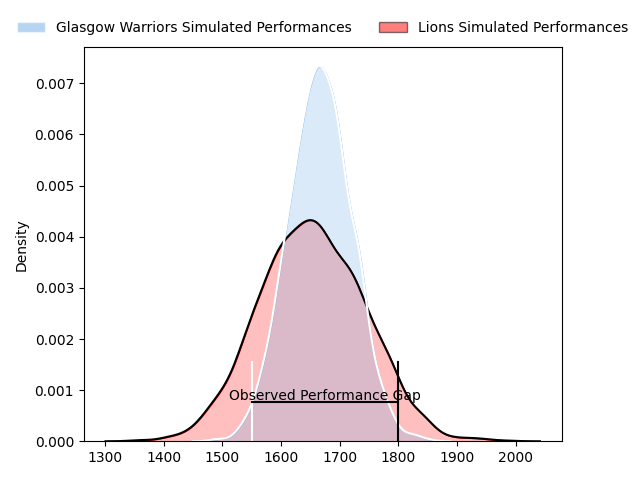 Glasgow Warriors Simulated Performances
Lions Simulated Performances
0.007
0.006
0.005
0.004
0.003
0.002
0.001
0.000
Density
Observed Performance Gap
1300 1400 1500 1600 1700 1800 1900 2000